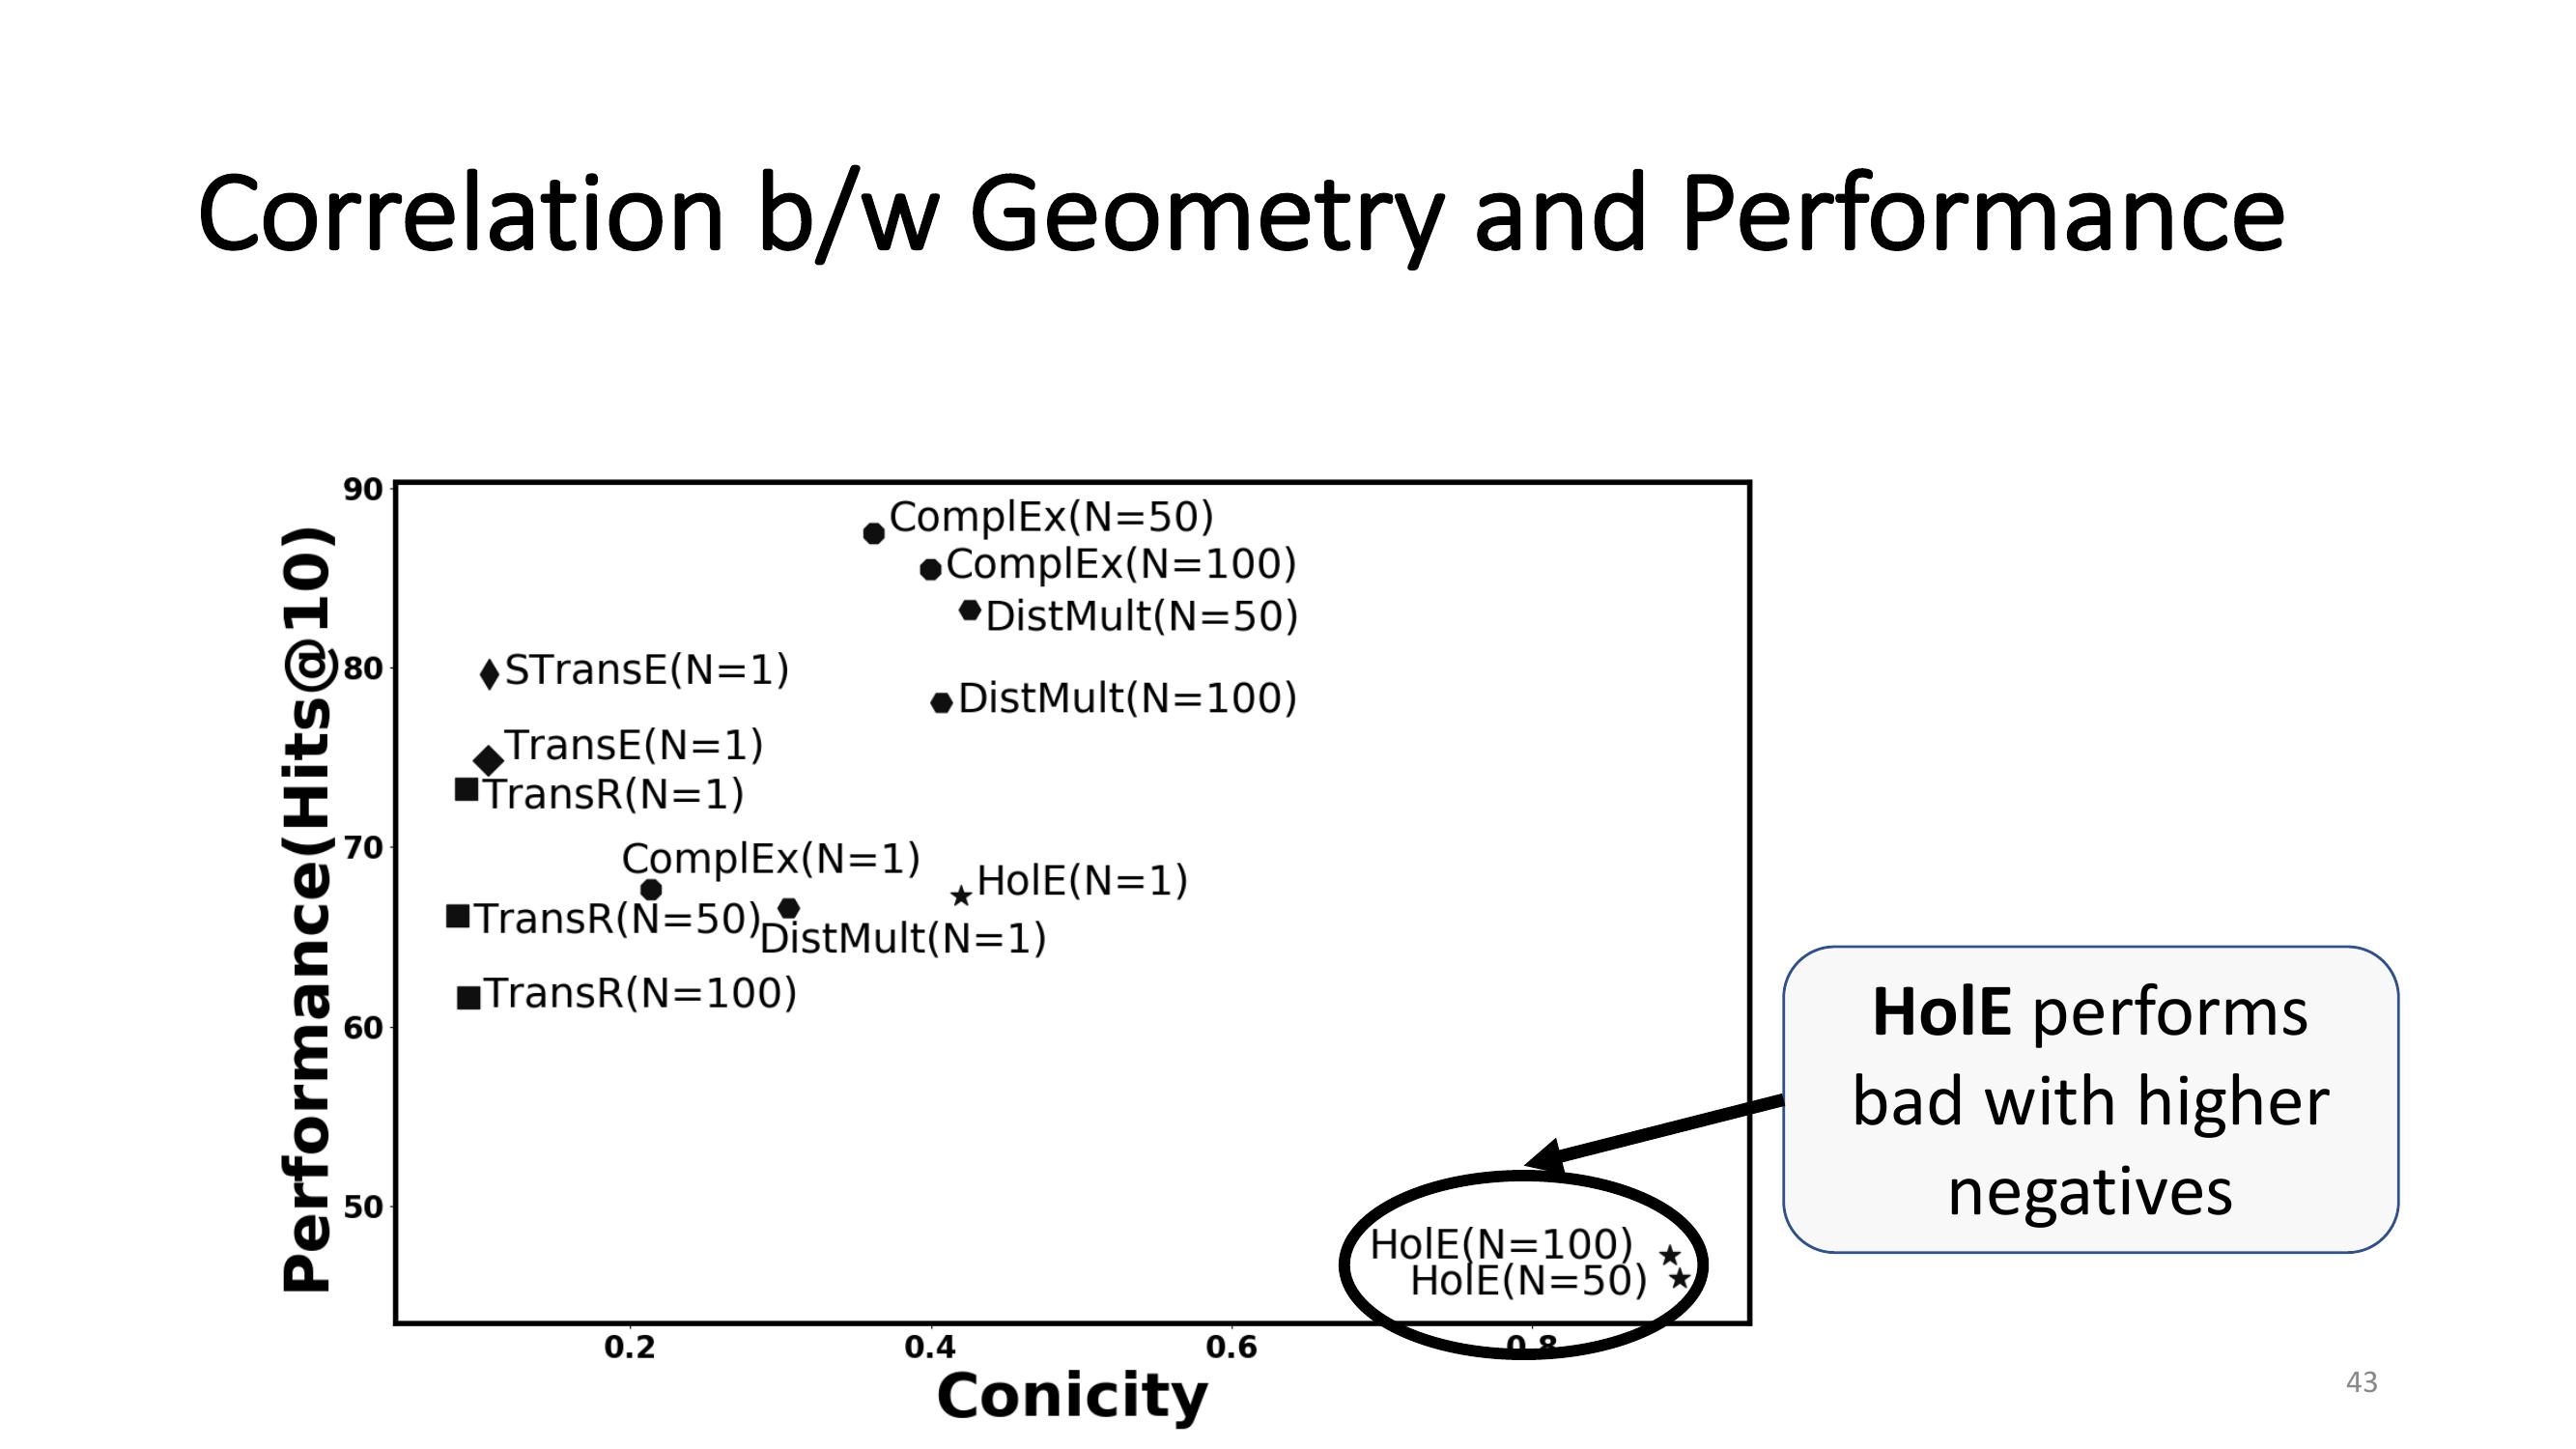 Correlation b/w Geometry and Performance
90
80
70
60
50
Performance(Hits@10)
ComplEx(N=50)
ComplEx(N=100)
DistMult(N=50)
STransE(N=1)
DistMult(N=100)
TransE(N=1)
TransR(N=1)
ComplEx(N=1)
HolE(N=1)
TransR(N=50)
DistMult(N=1)
TransR(N=100)
HolE(N=100)
HolE(N=50)
0.2
0.4
0.6
0.8
Conicity
HolE performs
bad with higher
negatives
43